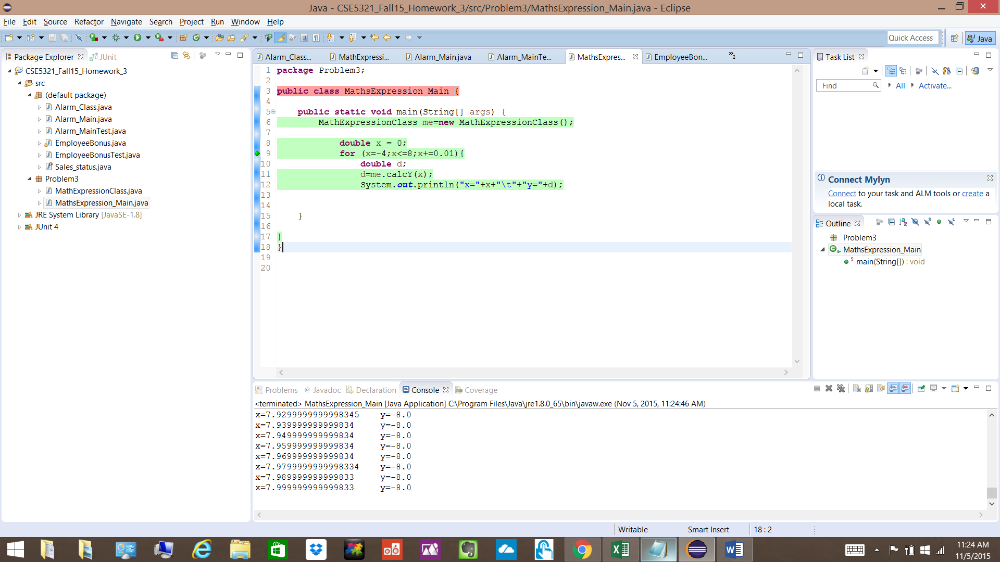 Java - CSE5321_Fall15_Homework_3/src/Problem3/MathsExpression_Main.java - Eclipse
File Edit Source Refactor Navigate Search Project Run Window Help
Quick Access
Java
Package Explorer
JUnit
CSE5321_Fall15_Homework_3
src
(default package)
Alarm_Class.java
Alarm_Main.java
Alarm_MainTest.java
EmployeeBonus.java
EmployeeBonusTest.java
Sales_status.java
Problem3
MathExpressionClass.java
MathsExpression_Main.java
JRE System Library [JavaSE-1.8]
JUnit 4
Alarm_Class... MathExpressi... Alarm_Main.java Alarm_MainTe... MathsExpres... EmployeeBon... »2
1 package Problem3;
2
3 public class MathsExpression_Main {
4
5 public static void main(String[] args) {
6 MathExpressionClass me=new MathExpressionClass();
7
8 double x = 0;
9 for (x=-4;x<=8;x+=0.01){
10 double d;
11 d=me.calcY(x);
12 System.out.println("x="+x+"\t"+"y="+d);
13
14
15 }
16
17 }
18 }
19
20
Task List
Find
All
Activate...
Connect Mylyn
Connect to your task and ALM tools or create a
local task.
Outline
Problem3
MathsExpression_Main
main(String[]) : void
Problems Javadoc Declaration Console Coverage
<terminated> MathsExpression_Main [Java Application] C:\Program Files\Java\jre1.8.0_65\bin\javaw.exe (Nov 5, 2015, 11:24:46 AM)
x=7.9299999999998345 y=-8.0
x=7.939999999999834 y=-8.0
x=7.949999999999834 y=-8.0
x=7.959999999999834 y=-8.0
x=7.969999999999834 y=-8.0
x=7.9799999999998334 y=-8.0
x=7.989999999999833 y=-8.0
x=7.999999999999833 y=-8.0
Writable
Smart Insert
18 : 2
11:24 AM
11/5/2015